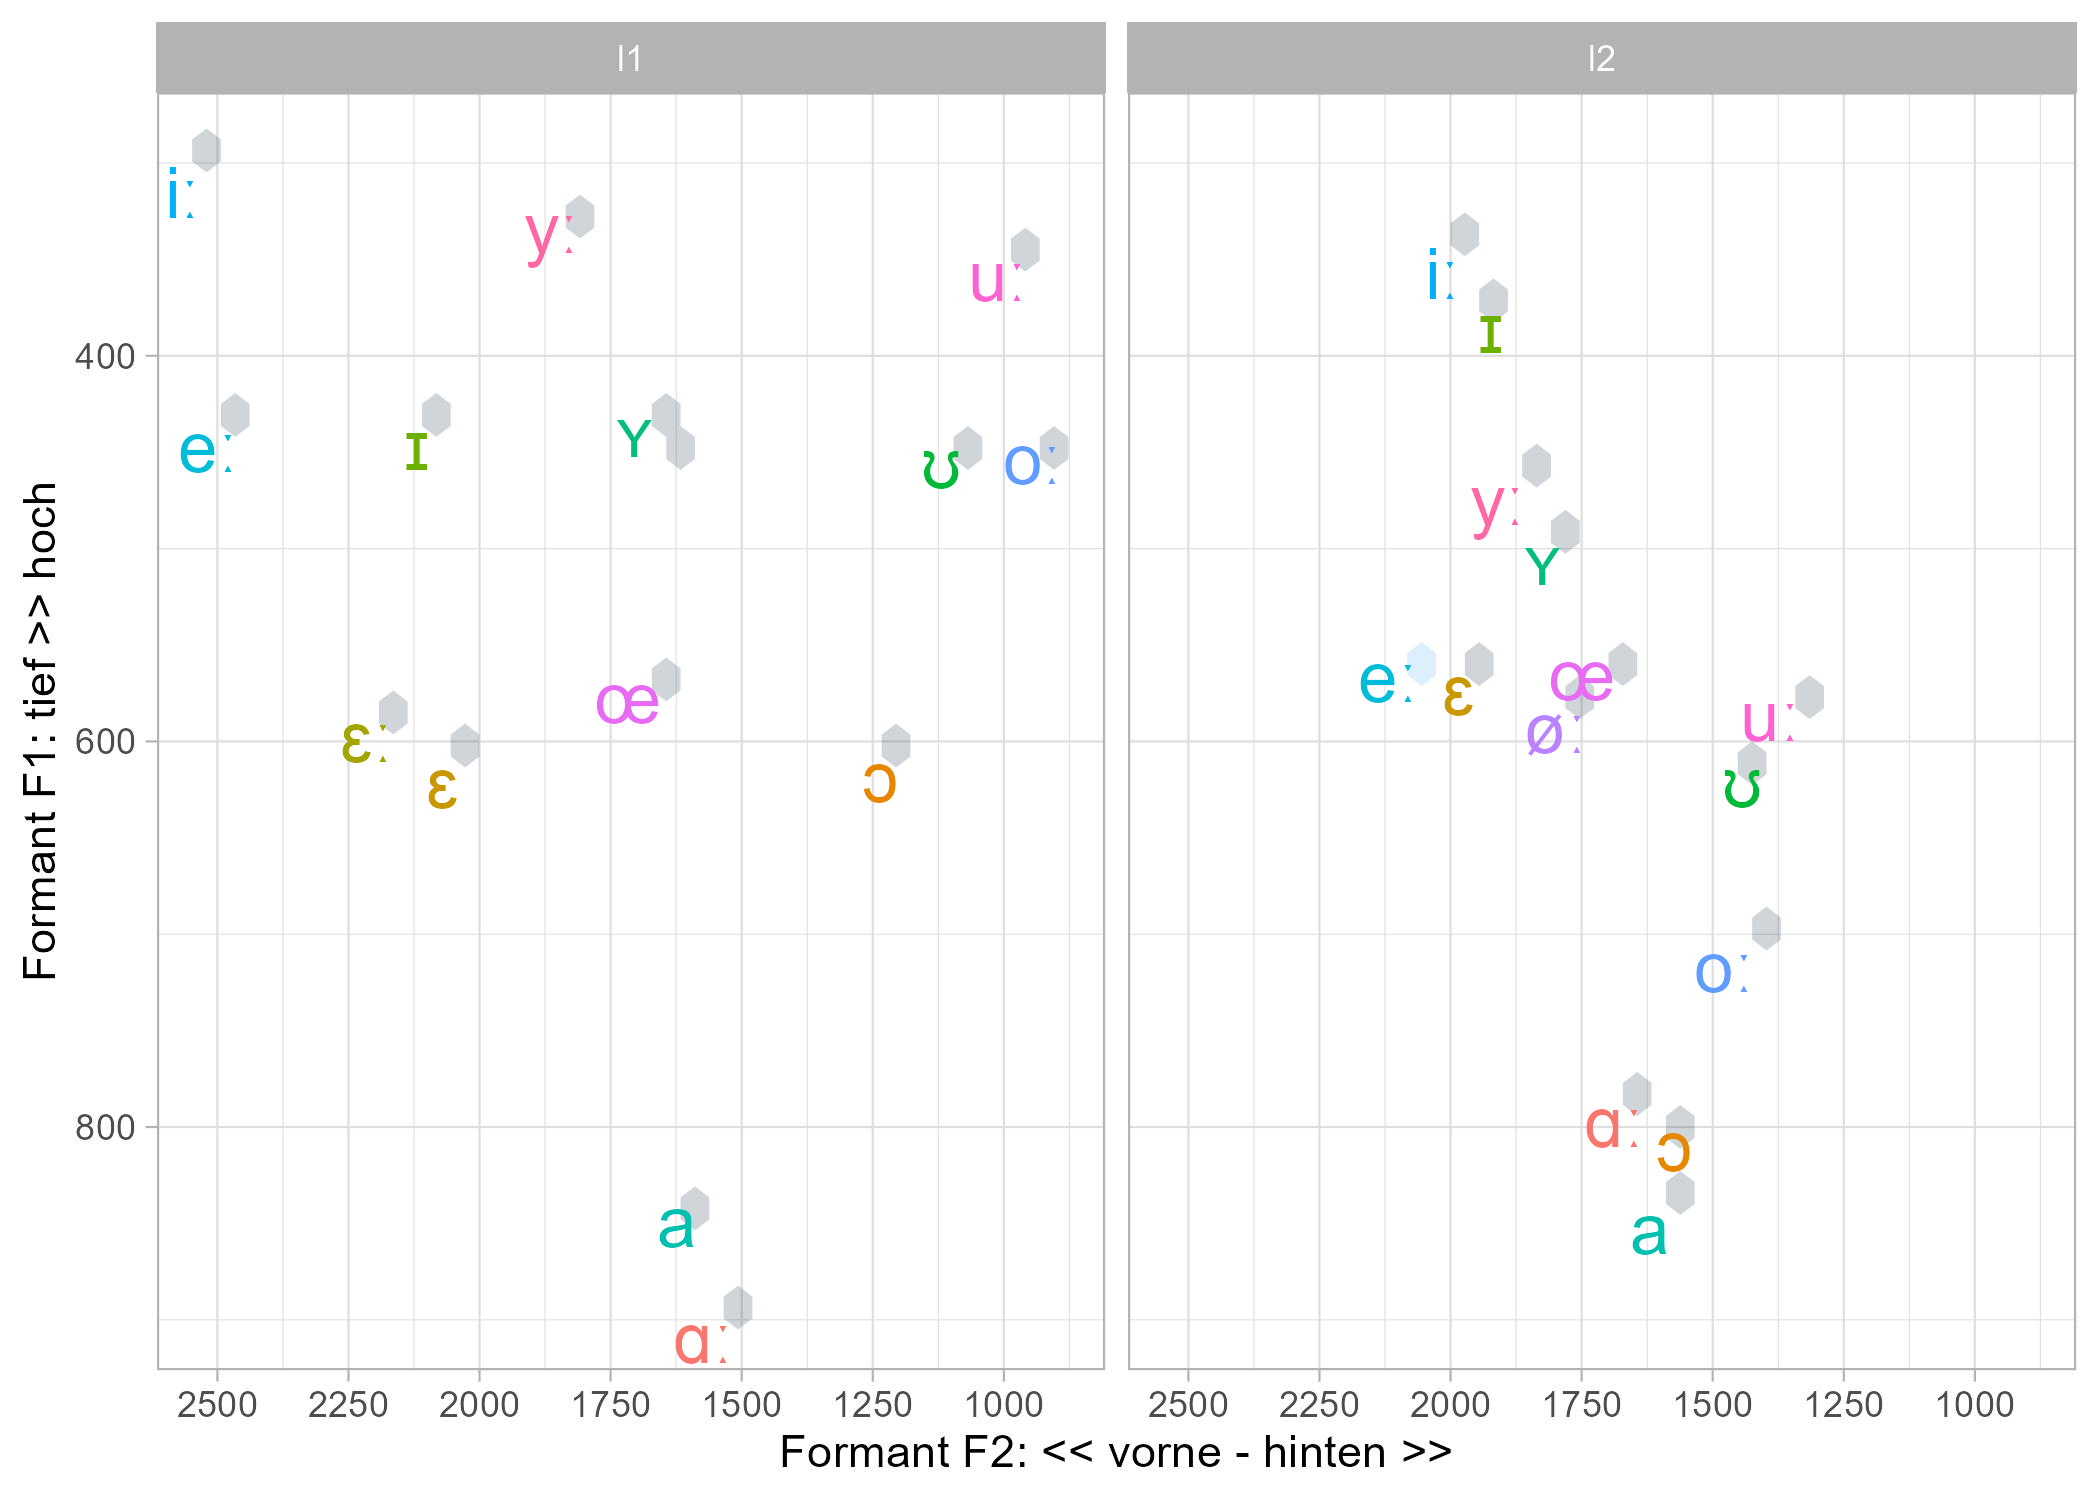 l1
l2
iː
yː
uː
eː
ɪ
ʏ
ʊ
oː
ɛː
ɛ
œ
ɔ
a
ɑː
iː
ɪ
yː
ʏ
eː
ɛ
œ
øː
uː
ʊ
oː
ɑː
ɔ
a
400
600
800
Formant F1: tief >> hoch
2500 2250 2000 1750 1500 1250 1000
2500 2250 2000 1750 1500 1250 1000
Formant F2: << vorne - hinten >>